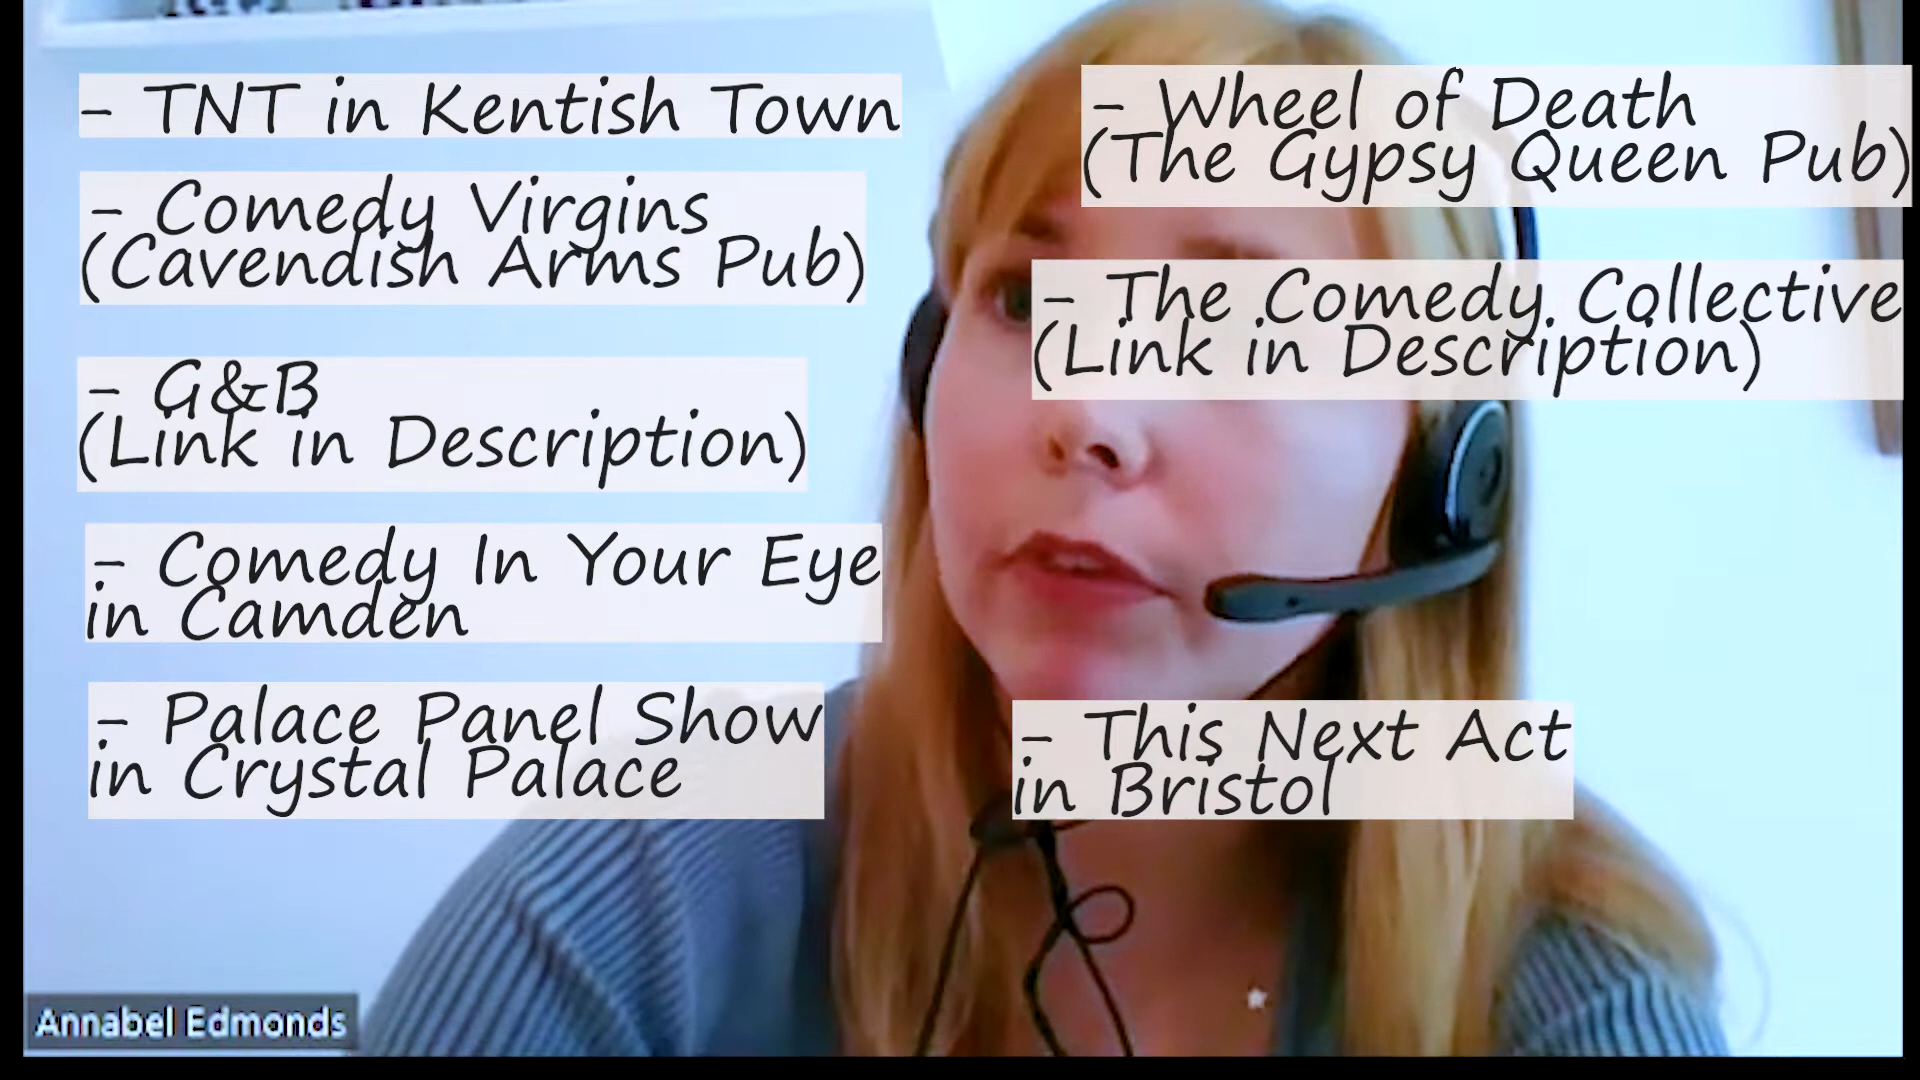 - TNT in Kentish Town
- Comedy Virgins
(Cavendish Arms Pub)
- G&B
(Link in Description)
- Comedy In Your Eye
in Camden
- Palace Panel Show
in Crystal Palace
- Wheel of Death
(The Gypsy Queen Pub)
- The Comedy Collective
(Link in Description)
- This Next Act
in Bristol
Annabel Edmonds